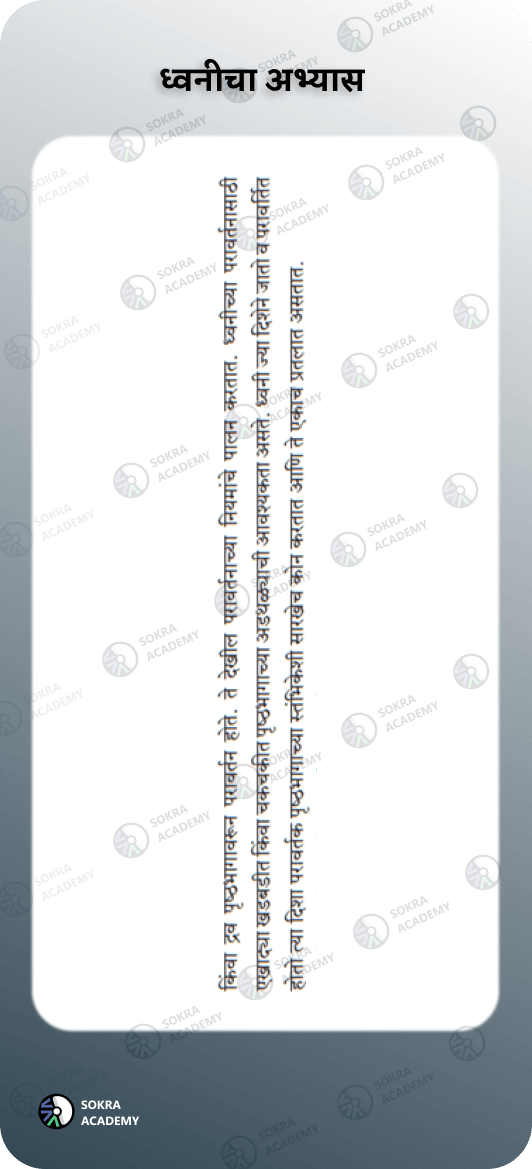 ध्वनीचा अभ्यास
किंवा द्रव पृष्ठभागावरून परावर्तन होते. ते देखील परावर्तनाच्या नियमांचे पालन करतात. ध्वनीच्या परावर्तनासाठी
एखाद्या खडबडीत किंवा चकचकीत पृष्ठभागाच्या अडथळ्याची आवश्यकता असते. ध्वनी ज्या दिशेने जातो व परावर्तित
होतो त्या दिशा परावर्तक पृष्ठभागाच्या स्तंभिकेशी सारखेच कोन करतात आणि ते एकाच प्रतलात असतात.
SOKRA
ACADEMY